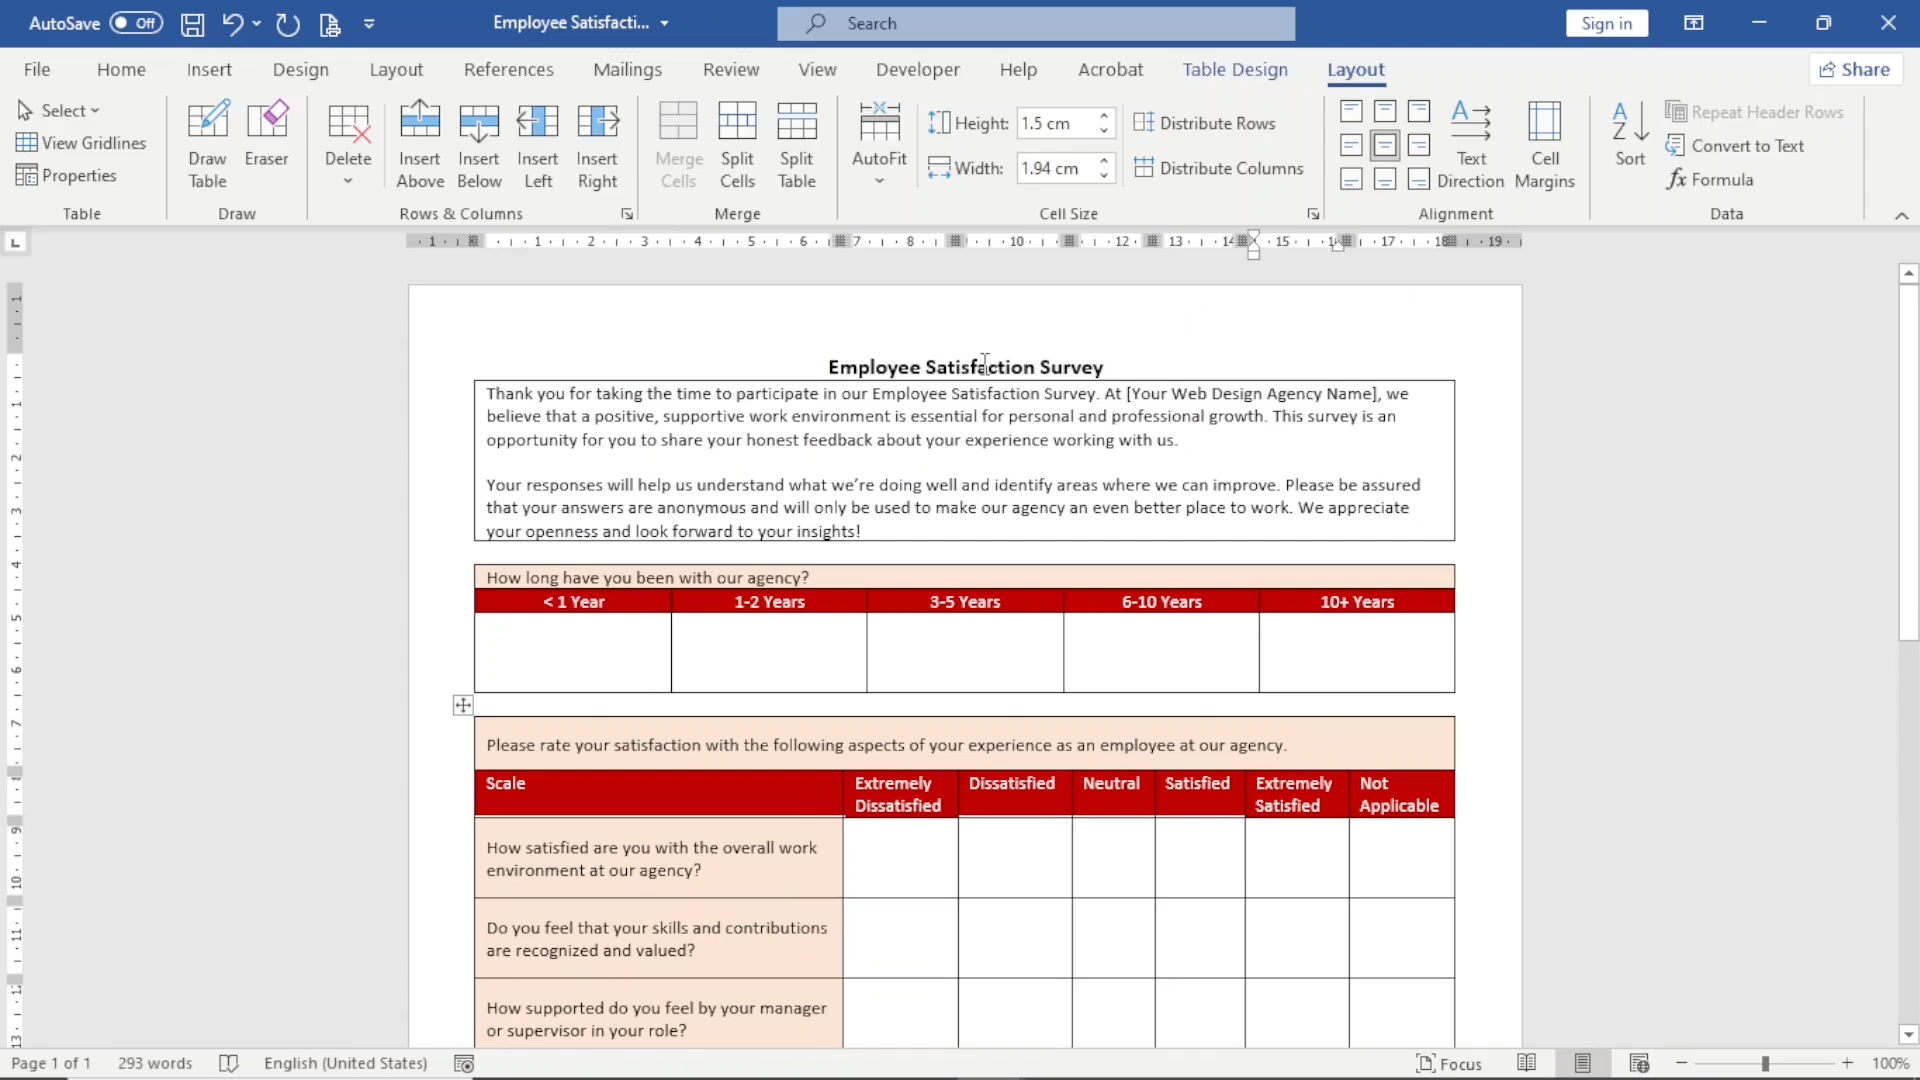 AutoSave Off Employee Satisfacti... Search Sign in
File Home Insert Design Layout References Mailings Review View Developer Help Acrobat Table Design Layout Share
Select
View Gridlines
Properties
Table
Draw Table
Eraser
Draw
Delete
Insert Above
Insert Below
Insert Left
Insert Right
Rows & Columns
Merge Cells
Split Cells
Split Table
Merge
AutoFit
Height: 1.5 cm
Width: 1.94 cm
Distribute Rows
Distribute Columns
Cell Size
Text Direction
Cell Margins
Alignment
Sort
Repeat Header Rows
Convert to Text
Formula
Data
Employee Satisfaction Survey
Thank you for taking the time to participate in our Employee Satisfaction Survey. At [Your Web Design Agency Name], we
believe that a positive, supportive work environment is essential for personal and professional growth. This survey is an
opportunity for you to share your honest feedback about your experience working with us.
Your responses will help us understand what we’re doing well and identify areas where we can improve. Please be assured
that your answers are anonymous and will only be used to make our agency an even better place to work. We appreciate
your openness and look forward to your insights!
How long have you been with our agency?
< 1 Year 1-2 Years 3-5 Years 6-10 Years 10+ Years
Please rate your satisfaction with the following aspects of your experience as an employee at our agency.
Scale Extremely Dissatisfied Dissatisfied Neutral Satisfied Extremely Satisfied Not Applicable
How satisfied are you with the overall work
environment at our agency?
Do you feel that your skills and contributions
are recognized and valued?
How supported do you feel by your manager
or supervisor in your role?
Page 1 of 1 293 words English (United States) Focus 100%